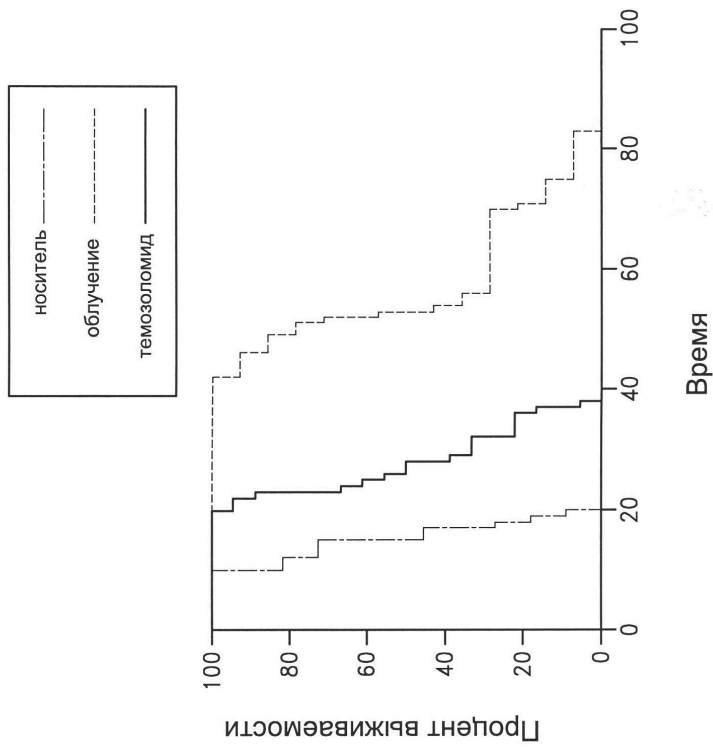 носитель
облучение
темозоломид
Процент выживаемости
100
80
60
40
20
0
0
20
40
60
80
100
Время